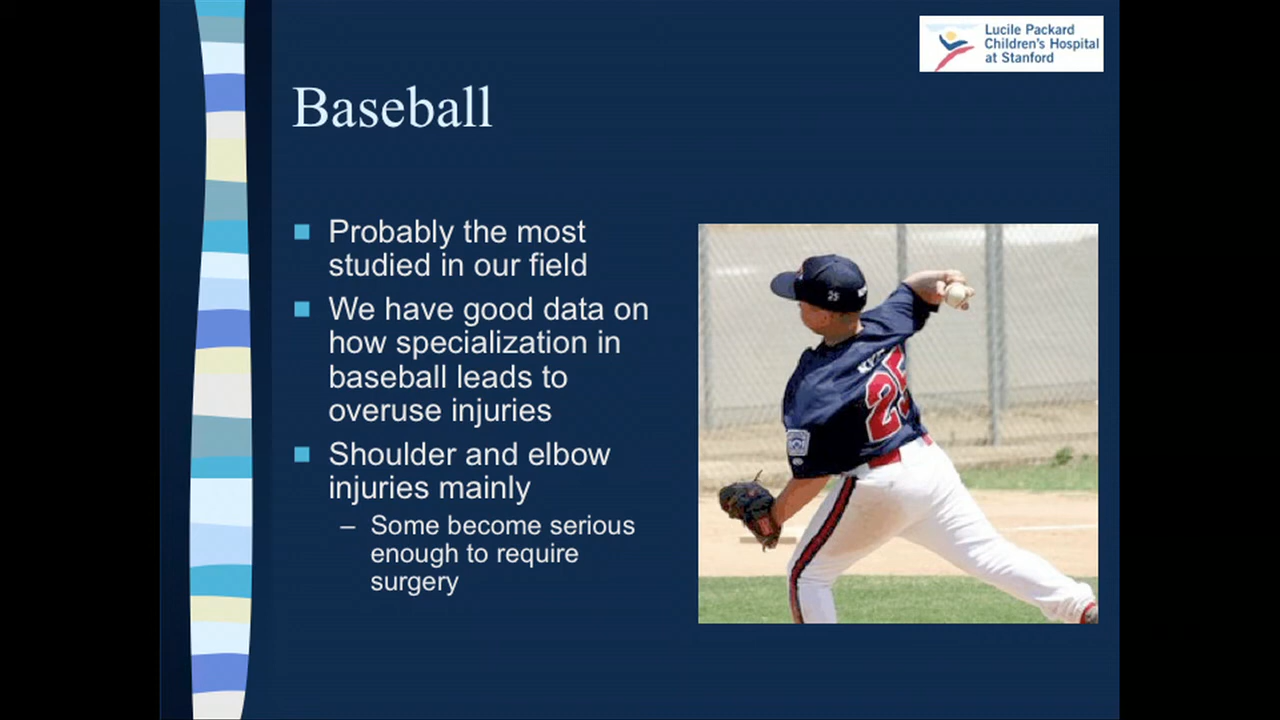 Lucile Packard
Children's Hospital
at Stanford
Baseball
Probably the most
studied in our field
We have good data on
how specialization in
baseball leads to
overuse injuries
Shoulder and elbow
injuries mainly
– Some become serious
enough to require
surgery
25
25